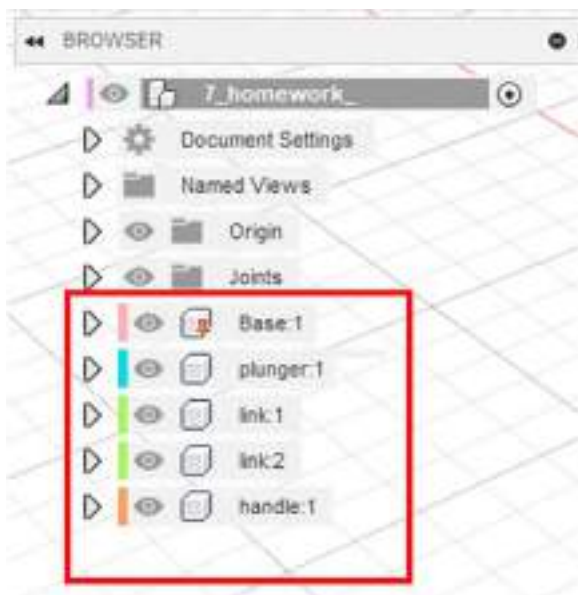 BROWSER
7_homework_
Document Settings
Named Views
Origin
Joints
Base:1
plunger:1
link:1
link:2
handle:1